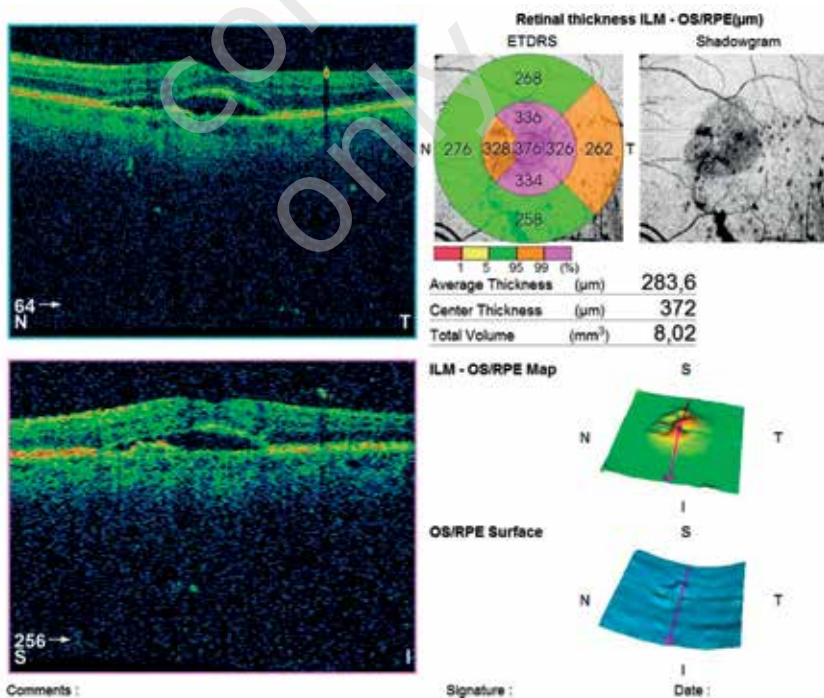 copy
only
Retinal thickness ILM - OS/RPE(µm)
ETDRS
Shadowgram
268
336
N 276 328 376 326 262 T
334
258
1 5 95 99 (%)
Average Thickness (µm) 283,6
Center Thickness (µm) 372
Total Volume (mm³) 8,02
64
N T
ILM - OS/RPE Map
S
N T
I
OS/RPE Surface
S
N T
I
256
S I
Comments :
Signature :
Date :